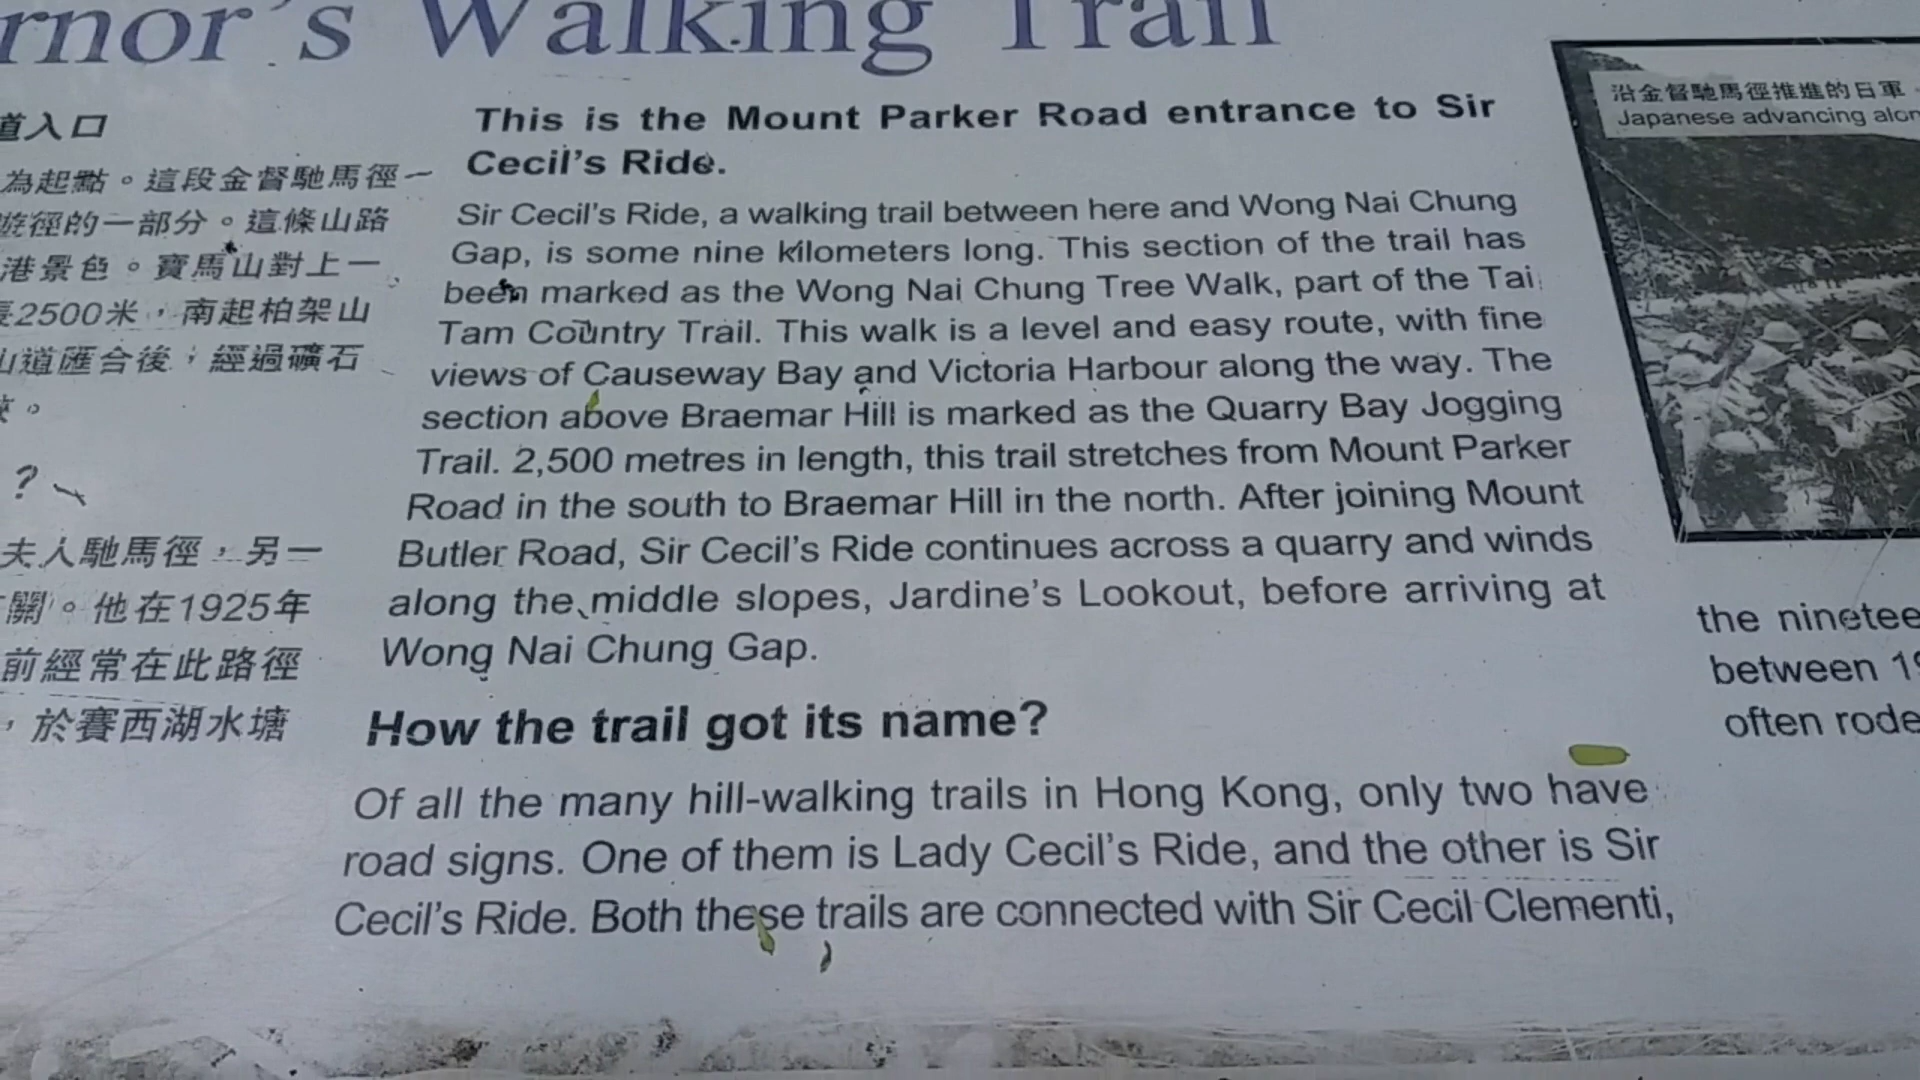 Walking Trail
道入口
為起點。這段金督馳馬徑一
遊徑的一部分。這條山路
港景色。寶馬山對上一
長2500米,南起柏架山
山道匯合後,經過礦石
?
夫人馳馬徑,另一
關。他在1925年
前經常在此路徑
,於賽西湖水塘
This is the Mount Parker Road entrance to Sir
Cecil's Ride.
Sir Cecil's Ride, a walking trail between here and Wong Nai Chung
Gap, is some nine kilometers long. This section of the trail has
been marked as the Wong Nai Chung Tree Walk, part of the Tai
Tam Country Trail. This walk is a level and easy route, with fine
views of Causeway Bay and Victoria Harbour along the way. The
section above Braemar Hill is marked as the Quarry Bay Jogging
Trail. 2,500 metres in length, this trail stretches from Mount Parker
Road in the south to Braemar Hill in the north. After joining Mount
Butler Road, Sir Cecil's Ride continues across a quarry and winds
along the middle slopes, Jardine's Lookout, before arriving at
Wong Nai Chung Gap.
How the trail got its name?
Of all the many hill-walking trails in Hong Kong, only two have
road signs. One of them is Lady Cecil's Ride, and the other is Sir
Cecil's Ride. Both these trails are connected with Sir Cecil Clementi,
沿金督馳馬徑推進的日軍
Japanese advancing
the
between
often rode